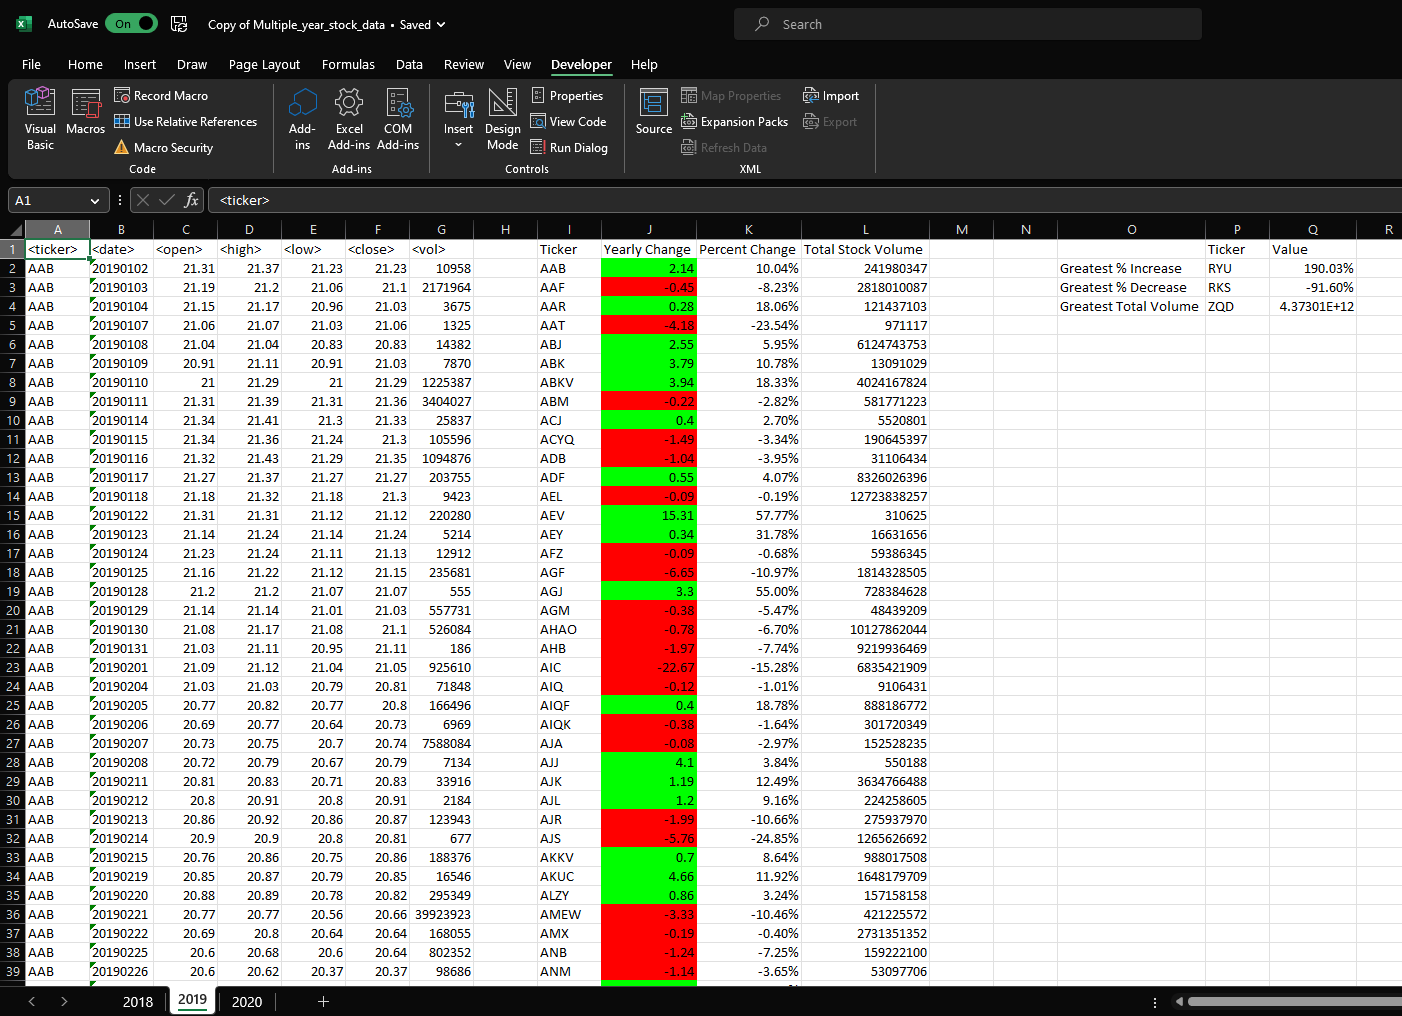 AutoSave On Copy of Multiple_year_stock_data • Saved Search
File Home Insert Draw Page Layout Formulas Data Review View Developer Help
Visual Basic
Macros
Record Macro
Use Relative References
Macro Security
Code
Add-ins
Excel Add-ins
COM Add-ins
Add-ins
Insert
Design Mode
Properties
View Code
Run Dialog
Controls
Source
Map Properties
Expansion Packs
Refresh Data
Import
Export
XML
A1 fx <ticker>
A B C D E F G H I J K L M N O P Q R
1 <ticker> <date> <open> <high> <low> <close> <vol> Ticker Yearly Change Percent Change Total Stock Volume Ticker Value
2 AAB 20190102 21.31 21.37 21.23 21.23 10958 AAB 2.14 10.04% 241980347 Greatest % Increase RYU 190.03%
3 AAB 20190103 21.19 21.2 21.06 21.1 2171964 AAF -0.45 -8.23% 2818010087 Greatest % Decrease RKS -91.60%
4 AAB 20190104 21.15 21.17 20.96 21.03 3675 AAR 0.28 18.06% 121437103 Greatest Total Volume ZQD 4.37301E+12
5 AAB 20190107 21.06 21.07 21.03 21.06 1325 AAT -4.18 -23.54% 971117
6 AAB 20190108 21.04 21.04 20.83 20.83 14382 ABJ 2.55 5.95% 6124743753
7 AAB 20190109 20.91 21.11 20.91 21.03 7870 ABK 3.79 10.78% 13091029
8 AAB 20190110 21 21.29 21 21.29 1225387 ABKV 3.94 18.33% 4024167824
9 AAB 20190111 21.31 21.39 21.31 21.36 3404027 ABM -0.22 -2.82% 581771223
10 AAB 20190114 21.34 21.41 21.3 21.33 25837 ACJ 0.4 2.70% 5520801
11 AAB 20190115 21.34 21.36 21.24 21.3 105596 ACYQ -1.49 -3.34% 190645397
12 AAB 20190116 21.32 21.43 21.29 21.35 1094876 ADB -1.04 -3.95% 31106434
13 AAB 20190117 21.27 21.37 21.27 21.27 203755 ADF 0.55 4.07% 8326026396
14 AAB 20190118 21.18 21.32 21.18 21.3 9423 AEL -0.09 -0.19% 12723838257
15 AAB 20190122 21.31 21.31 21.12 21.12 220280 AEV 15.31 57.77% 310625
16 AAB 20190123 21.14 21.24 21.14 21.24 5214 AEY 0.34 31.78% 16631656
17 AAB 20190124 21.23 21.24 21.11 21.13 12912 AFZ -0.09 -0.68% 59386345
18 AAB 20190125 21.16 21.22 21.12 21.15 235681 AGF -6.65 -10.97% 1814328505
19 AAB 20190128 21.2 21.2 21.07 21.07 555 AGJ 3.3 55.00% 728384628
20 AAB 20190129 21.14 21.14 21.01 21.03 557731 AGM -0.38 -5.47% 48439209
21 AAB 20190130 21.08 21.17 21.08 21.1 526084 AHAO -0.78 -6.70% 10127862044
22 AAB 20190131 21.03 21.11 20.95 21.11 186 AHB -1.97 -7.74% 9219936469
23 AAB 20190201 21.09 21.12 21.04 21.05 925610 AIC -22.67 -15.28% 6835421909
24 AAB 20190204 21.03 21.03 20.79 20.81 71848 AIQ -0.12 -1.01% 9106431
25 AAB 20190205 20.77 20.82 20.77 20.8 166496 AIQF 0.4 18.78% 888186772
26 AAB 20190206 20.69 20.77 20.64 20.73 6969 AIQK -0.38 -1.64% 301720349
27 AAB 20190207 20.73 20.75 20.7 20.74 7588084 AJA -0.08 -2.97% 152528235
28 AAB 20190208 20.72 20.79 20.67 20.79 7134 AJJ 4.1 3.84% 550188
29 AAB 20190211 20.81 20.83 20.71 20.83 33916 AJK 1.19 12.49% 3634766488
30 AAB 20190212 20.8 20.91 20.8 20.91 2184 AJL 1.2 9.16% 224258605
31 AAB 20190213 20.86 20.92 20.86 20.87 123943 AJR -1.99 -10.66% 275937970
32 AAB 20190214 20.9 20.9 20.8 20.81 677 AJS -5.76 -24.85% 1265626692
33 AAB 20190215 20.76 20.86 20.75 20.86 188376 AKKV 0.7 8.64% 988017508
34 AAB 20190219 20.85 20.87 20.79 20.85 16546 AKUC 4.66 11.92% 1648179709
35 AAB 20190220 20.88 20.89 20.78 20.82 295349 ALZY 0.86 3.24% 157158158
36 AAB 20190221 20.77 20.77 20.56 20.66 39923923 AMEW -3.33 -10.46% 421225572
37 AAB 20190222 20.69 20.8 20.64 20.64 168055 AMX -0.19 -0.40% 2731351352
38 AAB 20190225 20.6 20.68 20.6 20.64 802352 ANB -1.24 -7.25% 159222100
39 AAB 20190226 20.6 20.62 20.37 20.37 98686 ANM -1.14 -3.65% 53097706
2018 2019 2020 +